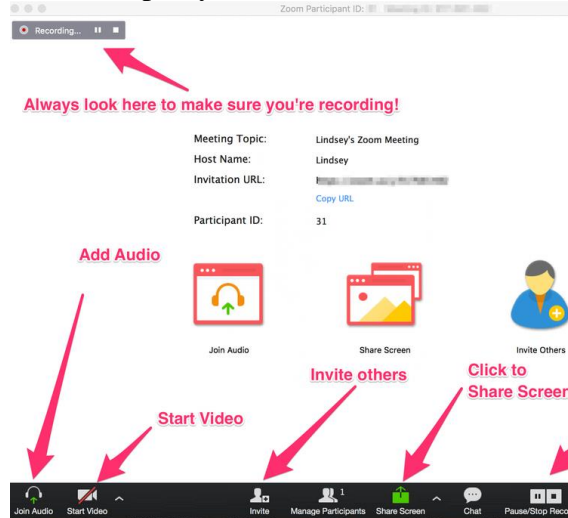 Zoom Participant ID:
Recording...
Always look here to make sure you're recording!
Meeting Topic: Lindsey's Zoom Meeting
Host Name: Lindsey
Invitation URL:
Copy URL
Participant ID: 31
Add Audio
Join Audio
Share Screen
Invite Others
Invite others
Click to
Share Screen
Start Video
1
Join Audio
Start Video
Invite
Manage Participants
Share Screen
Chat
Pause/Stop Reco